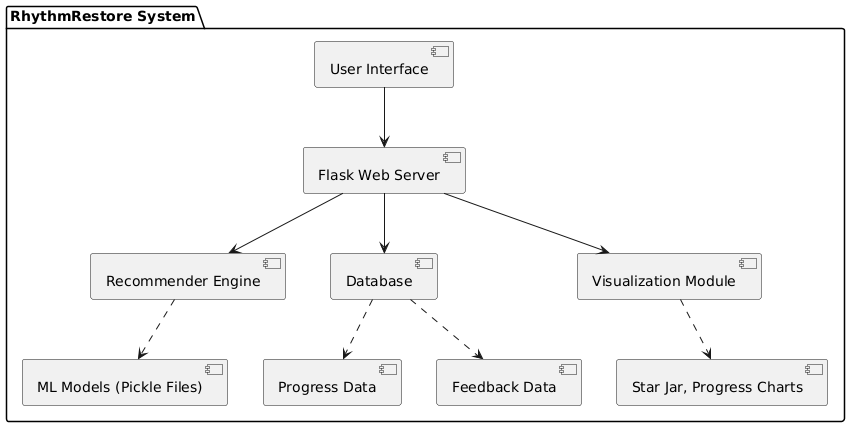 RhythmRestore System
User Interface
Flask Web Server
Recommender Engine
Database
Visualization Module
ML Models (Pickle Files)
Progress Data
Feedback Data
Star Jar, Progress Charts